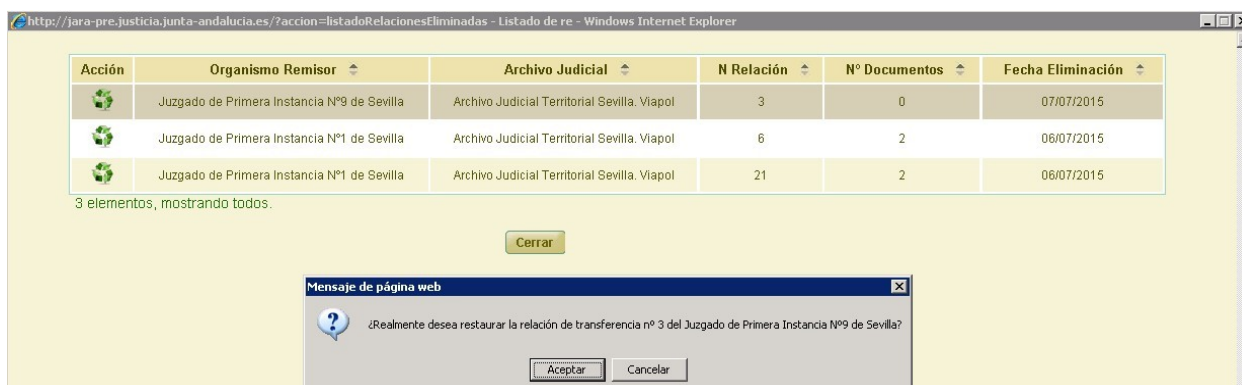 http://jara-pre.justicia.junta-andalucia.es/?accion=listadoRelacionesEliminadas - Listado de re - Windows Internet Explorer
Acción Organismo Remisor Archivo Judicial N Relación Nº Documentos Fecha Eliminación
Juzgado de Primera Instancia Nº9 de Sevilla Archivo Judicial Territorial Sevilla. Viapol 3 0 07/07/2015
Juzgado de Primera Instancia Nº1 de Sevilla Archivo Judicial Territorial Sevilla. Viapol 6 2 06/07/2015
Juzgado de Primera Instancia Nº1 de Sevilla Archivo Judicial Territorial Sevilla. Viapol 21 2 06/07/2015
3 elementos, mostrando todos.
Cerrar
Mensaje de página web
¿Realmente desea restaurar la relación de transferencia nº 3 del Juzgado de Primera Instancia Nº9 de Sevilla?
Aceptar Cancelar